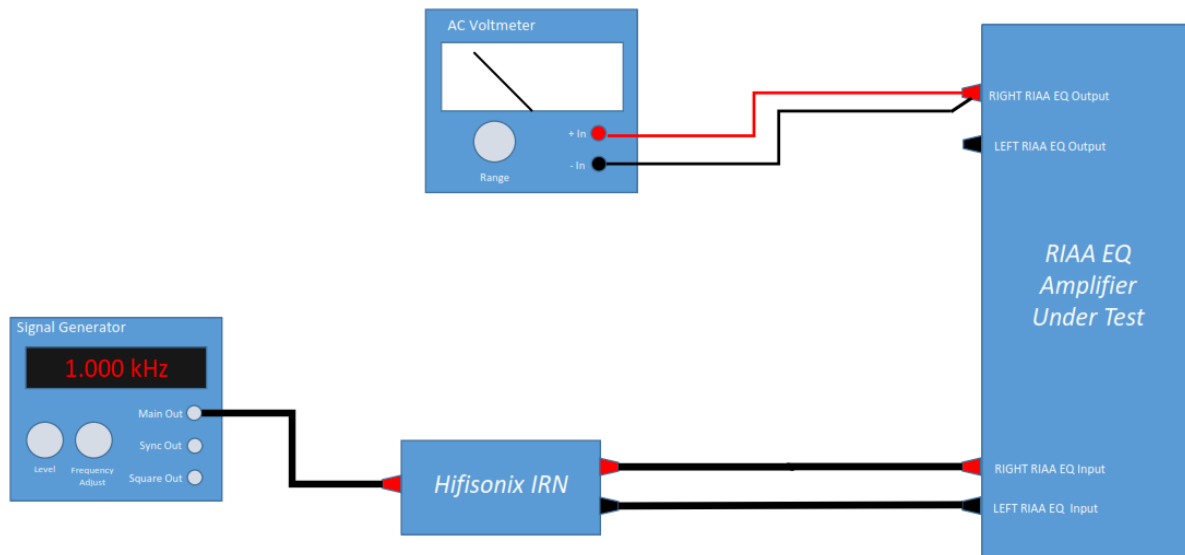 AC Voltmeter
+ In
- In
Range
RIGHT RIAA EQ Output
LEFT RIAA EQ Output
RIAA EQ
Amplifier
Under Test
Signal Generator
1.000 kHz
Main Out
Sync Out
Square Out
Level
Frequency
Adjust
Hifisonix IRN
RIGHT RIAA EQ Input
LEFT RIAA EQ Input